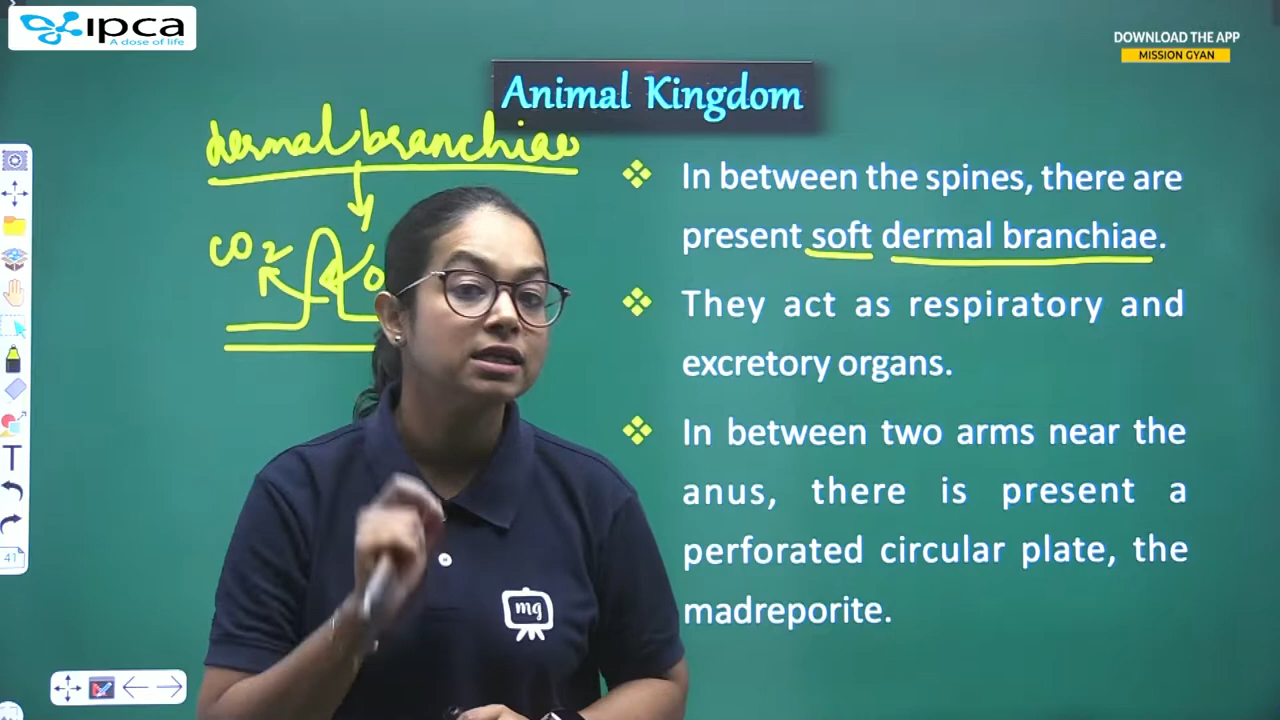 ipca
A dose of life
DOWNLOAD THE APP
MISSION GYAN
Animal Kingdom
dermal branchiae
CO2
O
❖ In between the spines, there are
present soft dermal branchiae.
❖ They act as respiratory and
excretory organs.
❖ In between two arms near the
anus, there is present a
perforated circular plate, the
madreporite.
mg
T
41